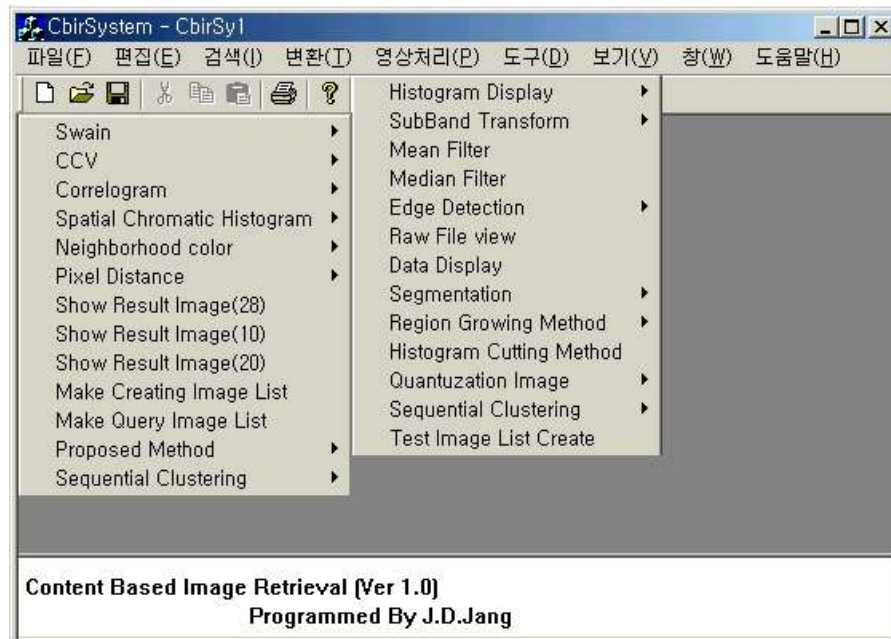 CbirSystem - CbirSy1
파일(F) 편집(E) 검색(I) 변환(T) 영상처리(P) 도구(D) 보기(V) 창(W) 도움말(H)
Swain
CCV
Correlogram
Spatial Chromatic Histogram
Neighborhood color
Pixel Distance
Show Result Image(28)
Show Result Image(10)
Show Result Image(20)
Make Creating Image List
Make Query Image List
Proposed Method
Sequential Clustering
Histogram Display
SubBand Transform
Mean Filter
Median Filter
Edge Detection
Raw File view
Data Display
Segmentation
Region Growing Method
Histogram Cutting Method
Quantuzation Image
Sequential Clustering
Test Image List Create
Content Based Image Retrieval (Ver 1.0)
Programmed By J.D.Jang